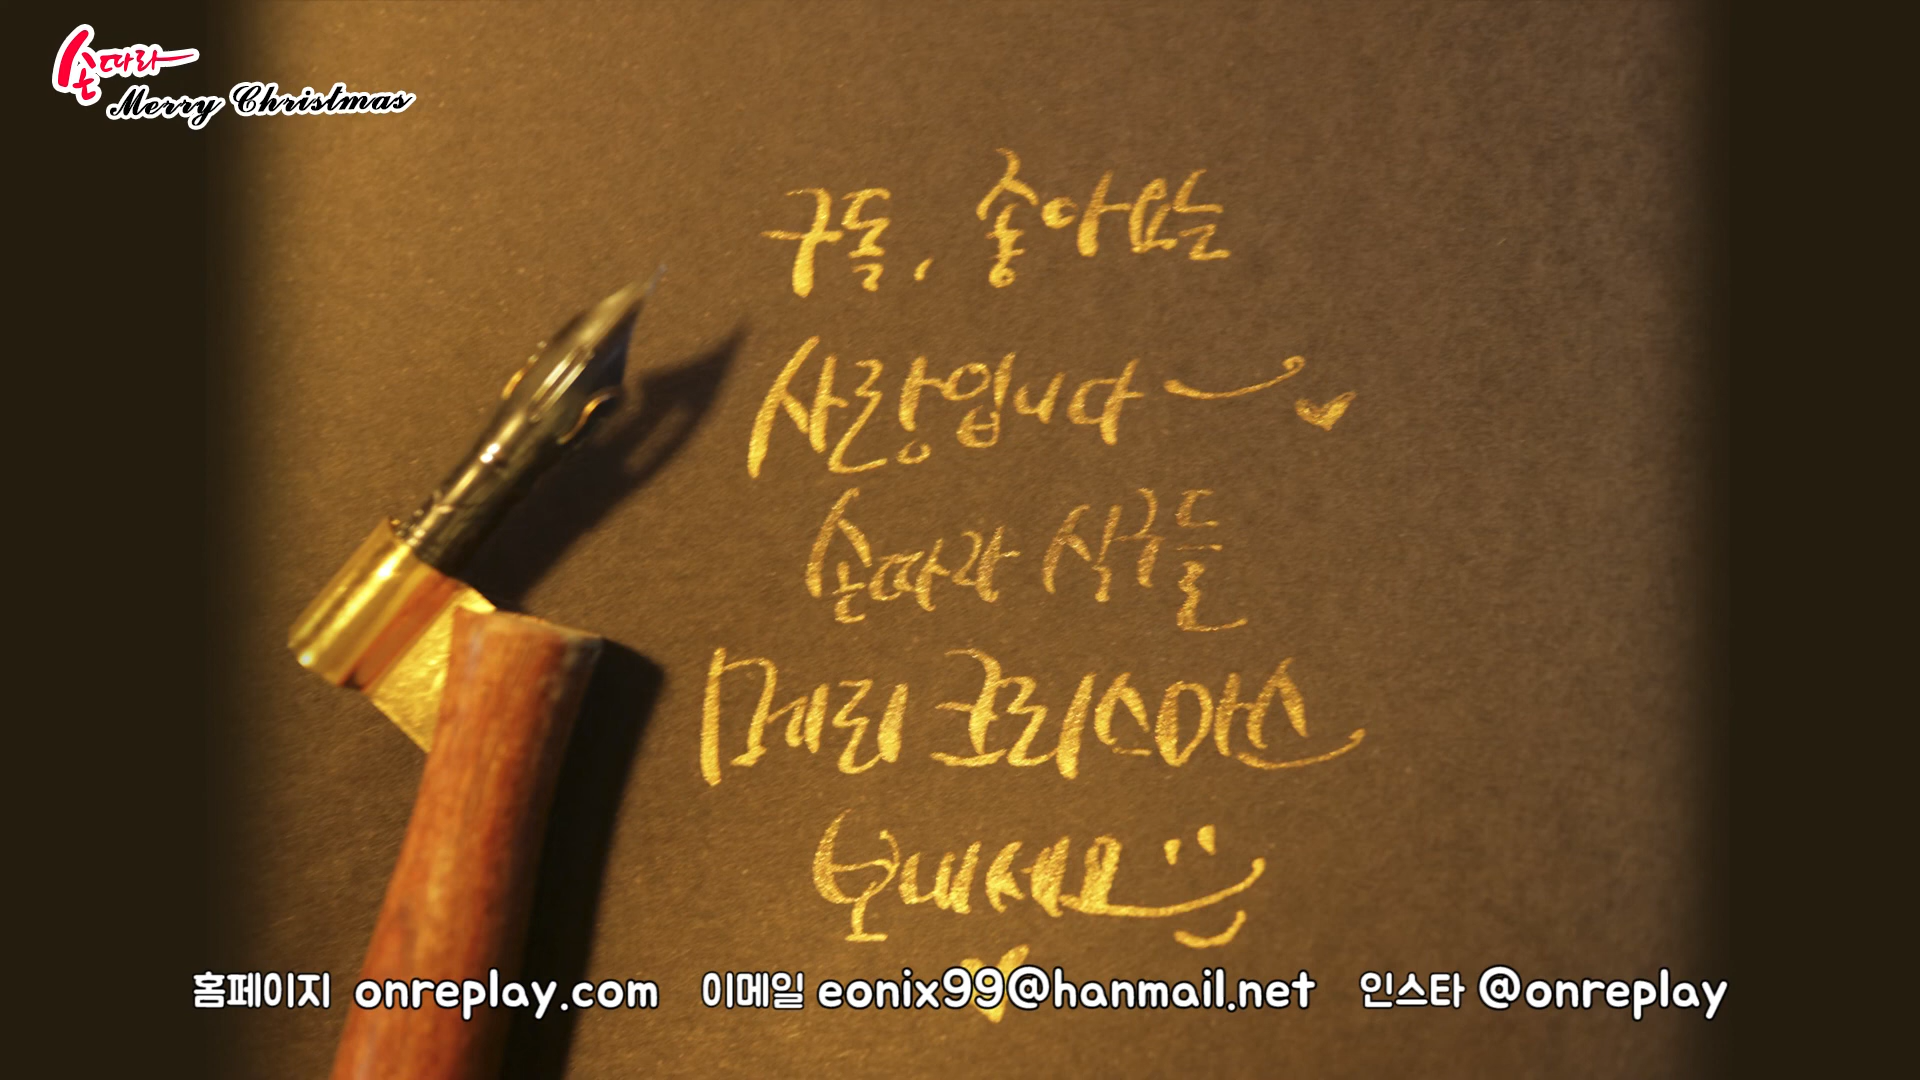 손따라
Merry Christmas
구독, 좋아요는
사랑입니다
손따라 식구들
메리 크리스마스
보내세요
홈페이지 onreplay.com 이메일 eonix99@hanmail.net 인스타 @onreplay